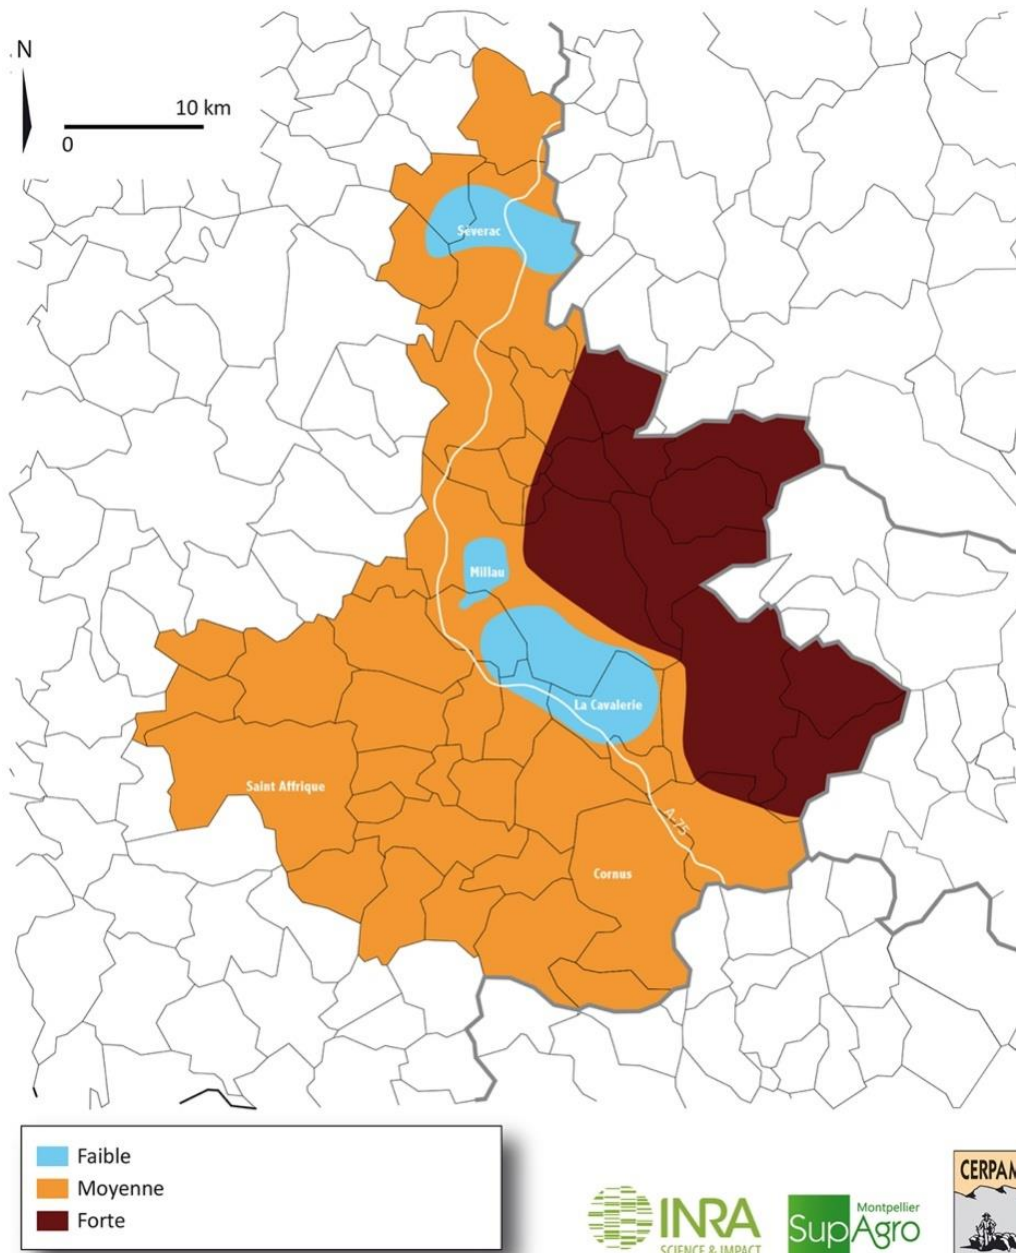 N
10 km
0
Séverac
Millau
La Cavalerie
Saint Affrique
A-75
Cornus
Faible
Moyenne
Forte
INRA
SCIENCE & IMPACT
Montpellier
SupAgro
CERPAM